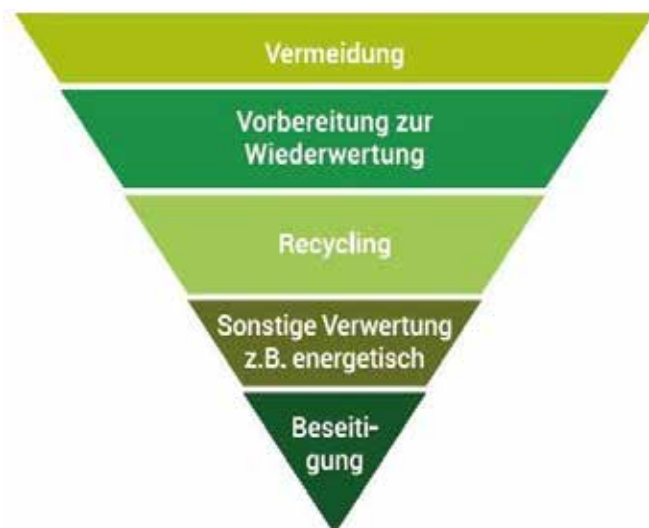 Vermeidung
Vorbereitung zur
Wiederwertung
Recycling
Sonstige Verwertung
z.B. energetisch
Beseiti-
gung